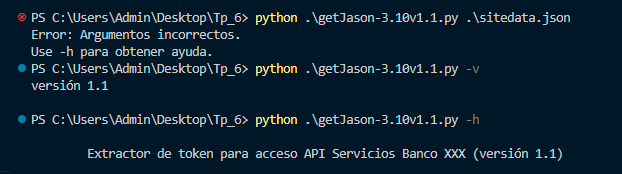 PS C:\Users\Admin\Desktop\Tp_6> python .\getJason-3.10v1.1.py .\sitedata.json
Error: Argumentos incorrectos.
Use -h para obtener ayuda.
PS C:\Users\Admin\Desktop\Tp_6> python .\getJason-3.10v1.1.py -v
versión 1.1
PS C:\Users\Admin\Desktop\Tp_6> python .\getJason-3.10v1.1.py -h
Extractor de token para acceso API Servicios Banco XXX (versión 1.1)